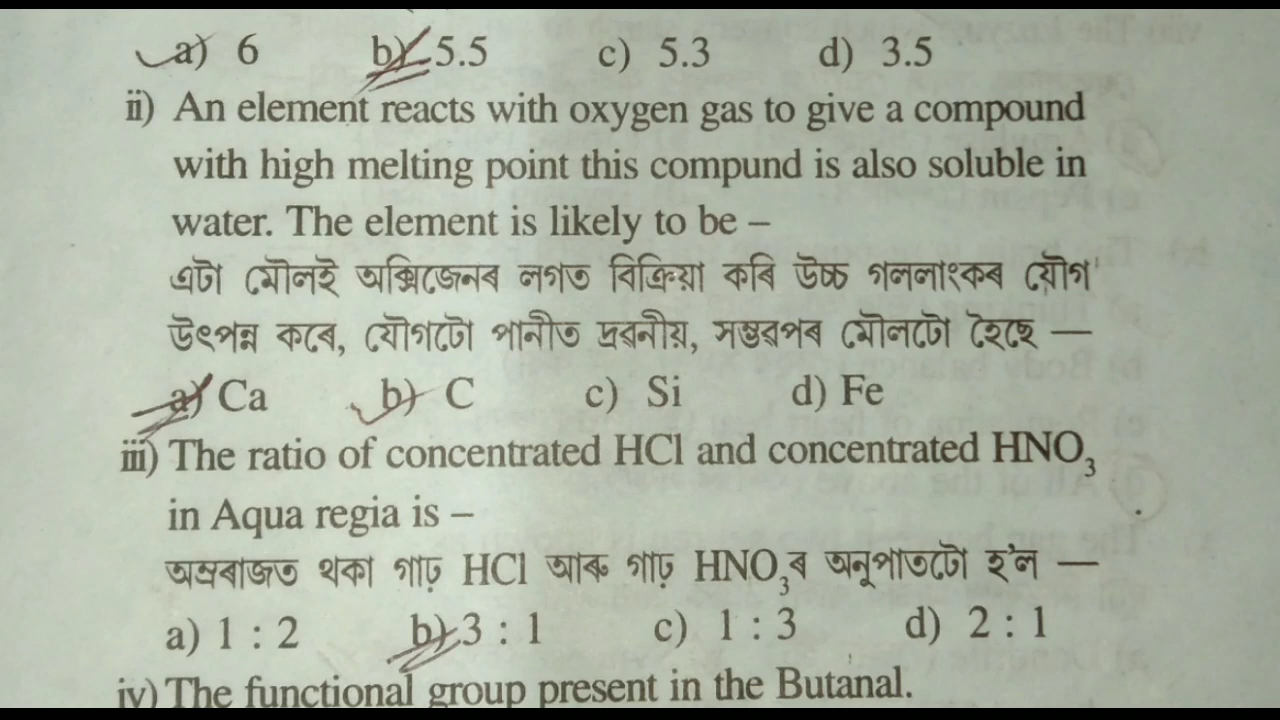 a) 6 b) 5.5 c) 5.3 d) 3.5
ii) An element reacts with oxygen gas to give a compound
with high melting point this compund is also soluble in
water. The element is likely to be –
এটা মৌলই অক্সিজেনৰ লগত বিক্রিয়া কৰি উচ্চ গলনাংকৰ যৌগ
উৎপন্ন কৰে, যৌগটো পানীত দ্ৰৱনীয়, সম্ভৱপৰ মৌলটো হৈছে —
a) Ca b) C c) Si d) Fe
iii) The ratio of concentrated HCl and concentrated HNO₃
in Aqua regia is –
অম্লৰাজত থকা গাঢ় HCl আৰু গাঢ় HNO₃ৰ অনুপাতটো হ'ল —
a) 1 : 2 b) 3 : 1 c) 1 : 3 d) 2 : 1
iv) The functional group present in the Butanal.